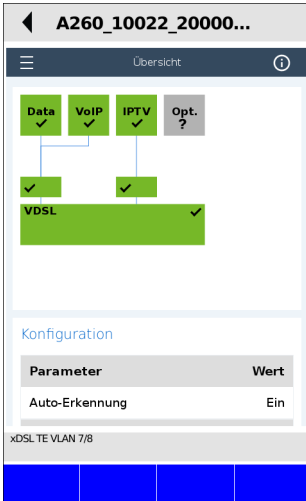 A260_10022_20000...
Übersicht
Data VoIP IPTV Opt.
?
VDSL
Konfiguration
Parameter Wert
Auto-Erkennung Ein
xDSL TE VLAN 7/8